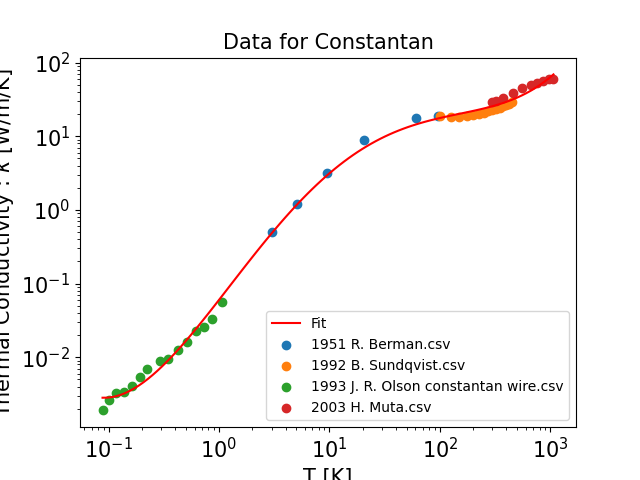 Data for Constantan
Thermal Conductivity : k [W/m/K]
10²
10¹
10⁰
10⁻¹
10⁻²
Fit
1951 R. Berman.csv
1992 B. Sundqvist.csv
1993 J. R. Olson constantan wire.csv
2003 H. Muta.csv
10⁻¹ 10⁰ 10¹ 10² 10³
T [K]